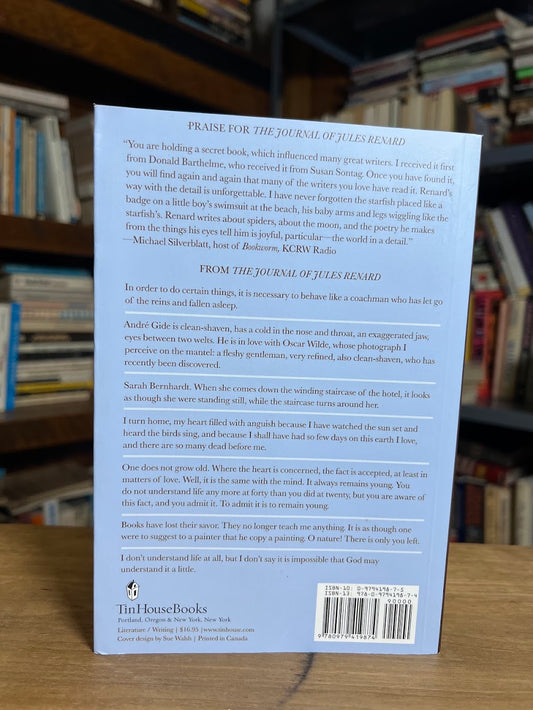 PRAISE FOR THE JOURNAL OF JULES RENARD
“You are holding a secret book, which influenced many great writers. I received it first
from Donald Barthelme, who received it from Susan Sontag. Once you have found it,
you will find again and again that many of the writers you love have read it. Renard’s
way with the detail is unforgettable. I have never forgotten the starfish placed like a
badge on a little boy’s swimsuit at the beach, his baby arms and legs wiggling like the
starfish’s. Renard writes about spiders, about the moon, and the poetry he makes
from the things his eyes tell him is joyful, particular—the world in a detail.”
—Michael Silverblatt, host of Bookworm, KCRW Radio
FROM THE JOURNAL OF JULES RENARD
In order to do certain things, it is necessary to behave like a coachman who has let go
of the reins and fallen asleep.
André Gide is clean-shaven, has a cold in the nose and throat, an exaggerated jaw,
eyes between two welts. He is in love with Oscar Wilde, whose photograph I
perceive on the mantel: a fleshy gentleman, very refined, also clean-shaven, who has
recently been discovered.
Sarah Bernhardt. When she comes down the winding staircase of the hotel, it looks
as though she were standing still, while the staircase turns around her.
I turn home, my heart filled with anguish because I have watched the sun set and
heard the birds sing, and because I shall have had so few days on this earth I love,
and there are so many dead before me.
One does not grow old. Where the heart is concerned, the fact is accepted, at least in
matters of love. Well, it is the same with the mind. It always remains young. You
do not understand life any more at forty than you did at twenty, but you are aware of
this fact, and you admit it. To admit it is to remain young.
Books have lost their savor. They no longer teach me anything. It is as though one
were to suggest to a painter that he copy a painting. O nature! There is only you left.
I don’t understand life at all, but I don’t say it is impossible that God may
understand it a little.
TinHouseBooks
Portland, Oregon & New York, New York
Literature / Writing | $16.95 | www.tinhouse.com
Cover design by Sue Walsh | Printed in Canada
ISBN-10: 0-9794198-7-5
ISBN-13: 978-0-9794198-7-4
90000
9 780979 419874